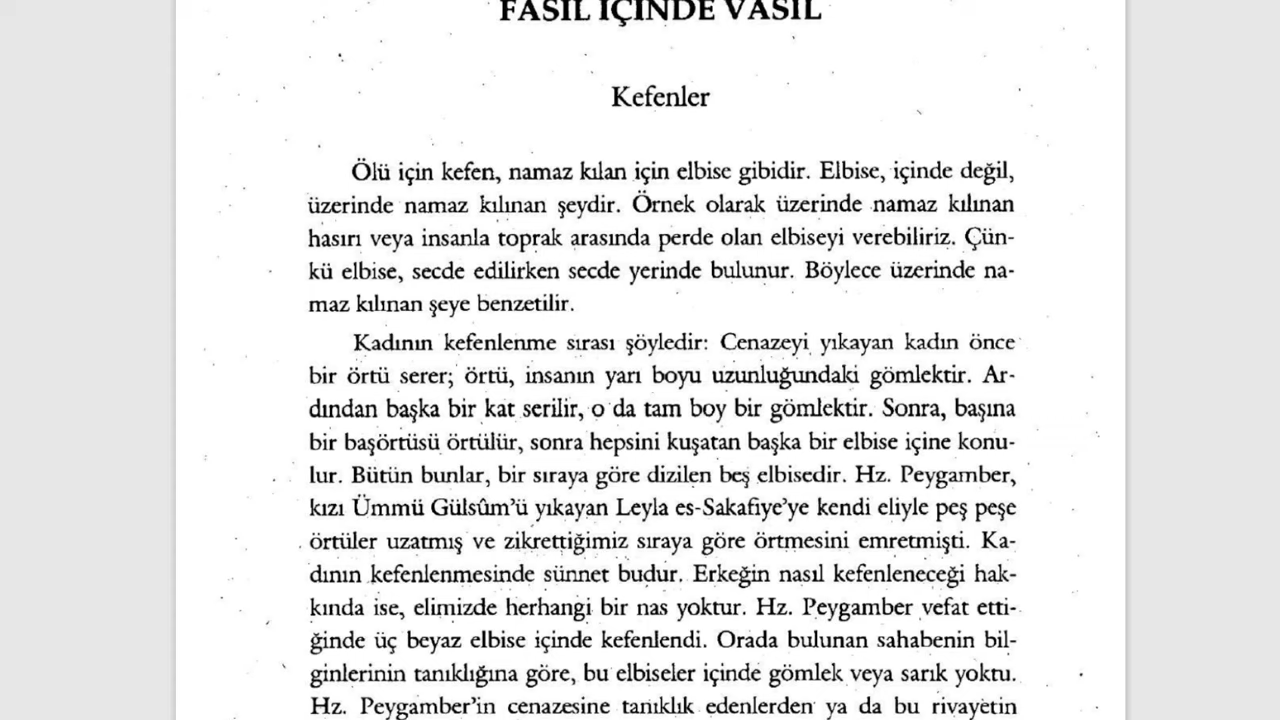 FASIL İÇİNDE VASIL
Kefenler
Ölü için kefen, namaz kılan için elbise gibidir. Elbise, içinde değil,
üzerinde namaz kılınan şeydir. Örnek olarak üzerinde namaz kılınan
hasırı veya insanla toprak arasında perde olan elbiseyi verebiliriz. Çün-
kü elbise, secde edilirken secde yerinde bulunur. Böylece üzerinde na-
maz kılınan şeye benzetilir.
Kadının kefenlenme sırası şöyledir: Cenazeyi yıkayan kadın önce
bir örtü serer; örtü, insanın yarı boyu uzunluğundaki gömlektir. Ar-
dından başka bir kat serilir, o da tam boy bir gömlektir. Sonra, başına
bir başörtüsü örtülür, sonra hepsini kuşatan başka bir elbise içine konu-
lur. Bütün bunlar, bir sıraya göre dizilen beş elbisedir. Hz. Peygamber,
kızı Ümmü Gülsûm'ü yıkayan Leyla es-Sakafiye'ye kendi eliyle peş peşe
örtüler uzatmış ve zikrettiğimiz sıraya göre örtmesini emretmişti. Ka-
dının kefenlenmesinde sünnet budur. Erkeğin nasıl kefenleneceği hak-
kında ise, elimizde herhangi bir nas yoktur. Hz. Peygamber vefat etti-
ğinde üç beyaz elbise içinde kefenlendi. Orada bulunan sahabenin bil-
ginlerinin tanıklığına göre, bu elbiseler içinde gömlek veya sarık yoktu.
Hz. Peygamber'in cenazesine tanıklık edenlerden ya da bu rivayetin